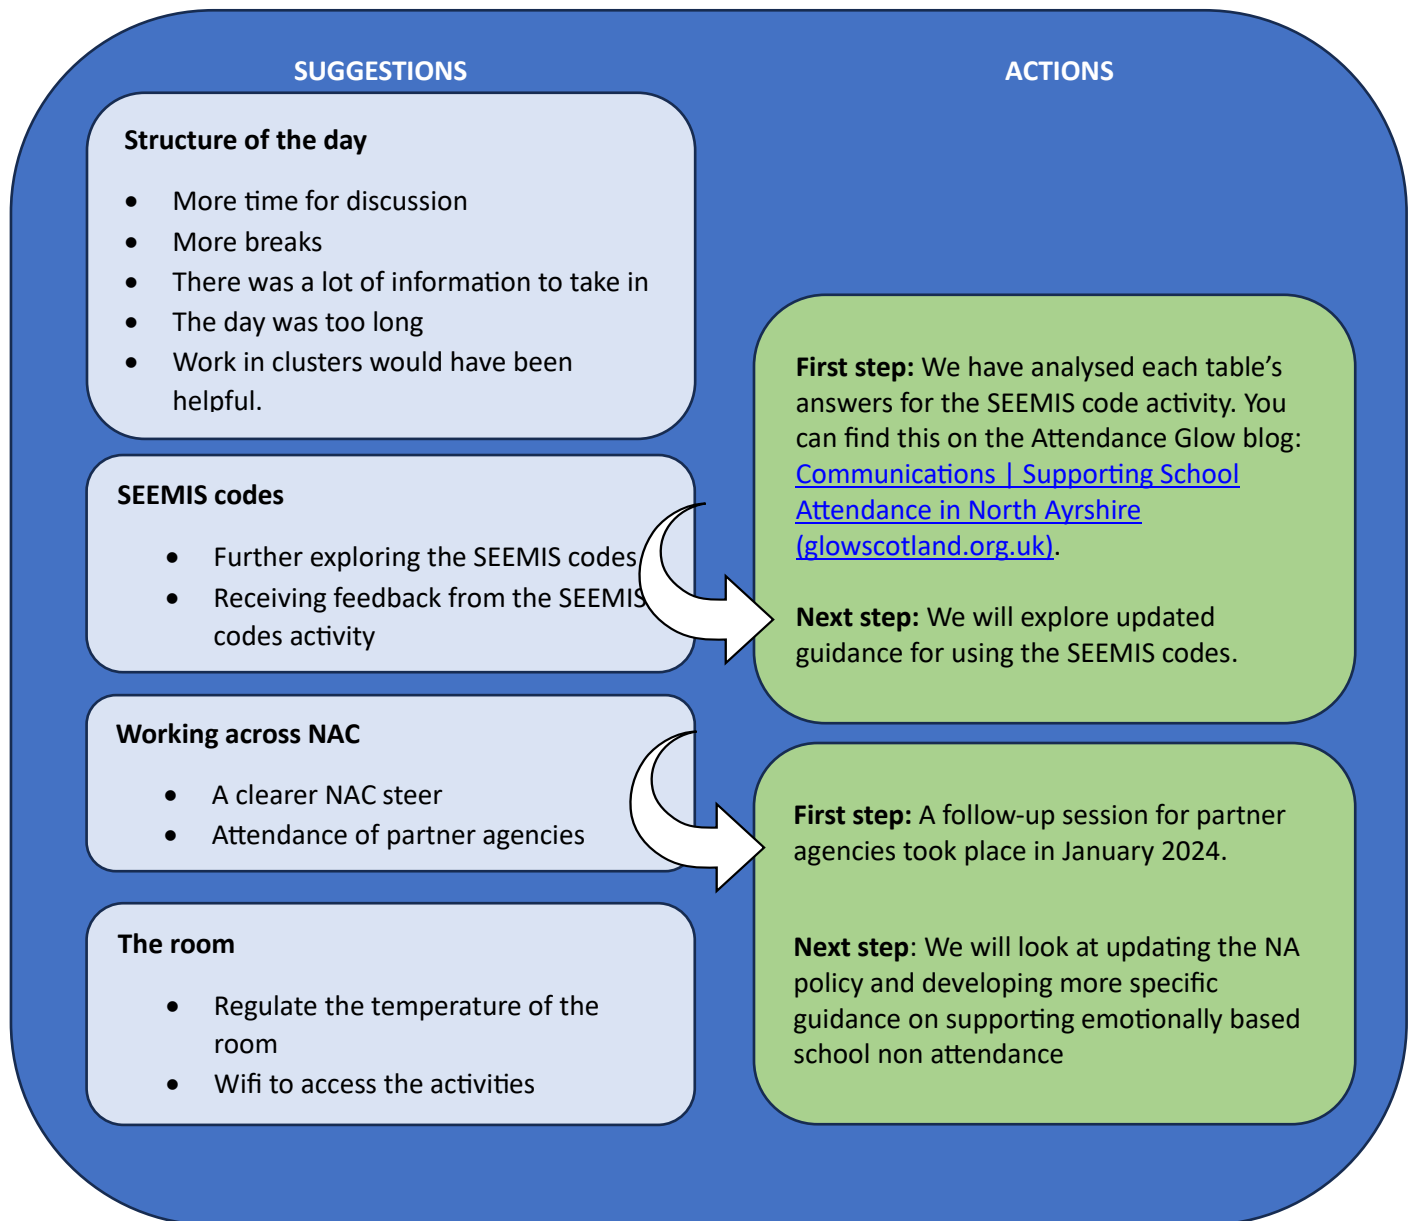 SUGGESTIONS
Structure of the day
• More time for discussion
• More breaks
• There was a lot of information to take in
• The day was too long
• Work in clusters would have been
helpful.
SEEMIS codes
• Further exploring the SEEMIS codes
• Receiving feedback from the SEEMIS
codes activity
Working across NAC
• A clearer NAC steer
• Attendance of partner agencies
The room
• Regulate the temperature of the
room
• Wifi to access the activities
ACTIONS
First step: We have analysed each table’s
answers for the SEEMIS code activity. You
can find this on the Attendance Glow blog:
Communications | Supporting School
Attendance in North Ayrshire
(glowscotland.org.uk).
Next step: We will explore updated
guidance for using the SEEMIS codes.
First step: A follow-up session for partner
agencies took place in January 2024.
Next step: We will look at updating the NA
policy and developing more specific
guidance on supporting emotionally based
school non attendance